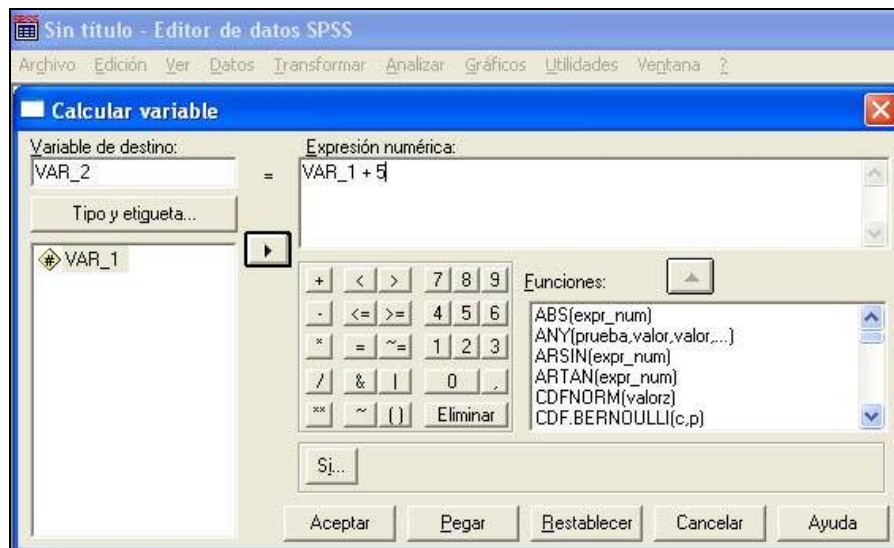 SPSS
Sin título - Editor de datos SPSS
Archivo Edición Ver Datos Transformar Analizar Gráficos Utilidades Ventana ?
Calcular variable
Variable de destino:
VAR_2
=
Expresión numérica:
VAR_1 + 5
Tipo y etigueta...
# VAR_1
+ < > 7 8 9
- <= >= 4 5 6
* = ~= 1 2 3
/ & | 0 ,
** ~ () Eliminar
Funciones:
ABS(expr_num)
ANY(prueba,valor,valor,...)
ARSIN(expr_num)
ARTAN(expr_num)
CDFNORM(valorz)
CDF.BERNOULLI(c,p)
Si...
Aceptar Pegar Restablecer Cancelar Ayuda